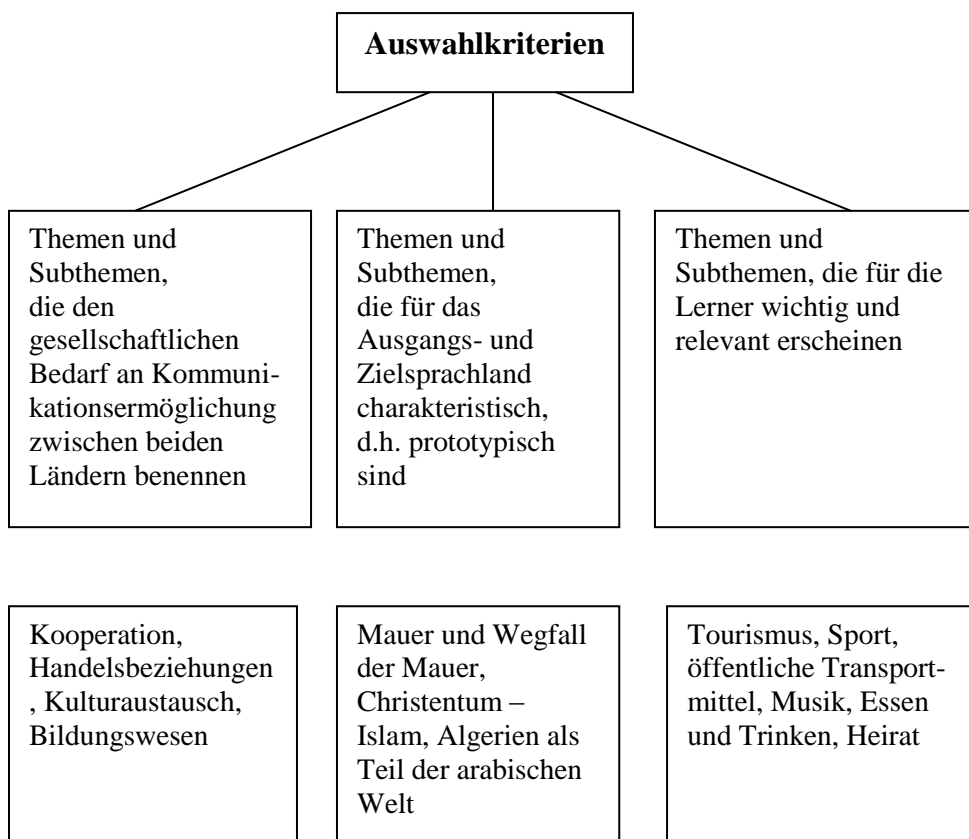 Auswahlkriterien
Themen und
Subthemen,
die den
gesellschaftlichen
Bedarf an Kommuni-
kationsermöglichung
zwischen beiden
Ländern benennen
Themen und
Subthemen,
die für das
Ausgangs- und
Zielsprachland
charakteristisch,
d.h. prototypisch
sind
Themen und
Subthemen, die für die
Lerner wichtig und
relevant erscheinen
Kooperation,
Handelsbeziehungen
, Kulturaustausch,
Bildungswesen
Mauer und Wegfall
der Mauer,
Christentum –
Islam, Algerien als
Teil der arabischen
Welt
Tourismus, Sport,
öffentliche Transport-
mittel, Musik, Essen
und Trinken, Heirat